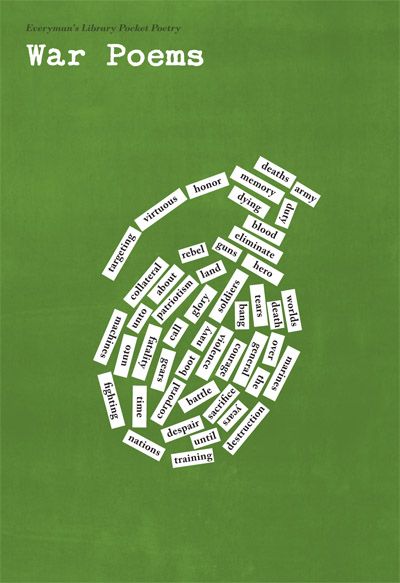 Everyman's Library Pocket Poetry
War Poems
deaths
army
memory
honor
dying
duty
virtuous
blood
targeting
eliminate
guns
rebel
hero
land
collateral
about
patriotism
soldiers
glory
tears
worlds
death
bang
onto
call
navy
machines
unto
fatality
violence
over
general
courage
marines
gears
boot
the
corporal
battle
fighting
time
sacrifice
years
destruction
despair
until
nations
training